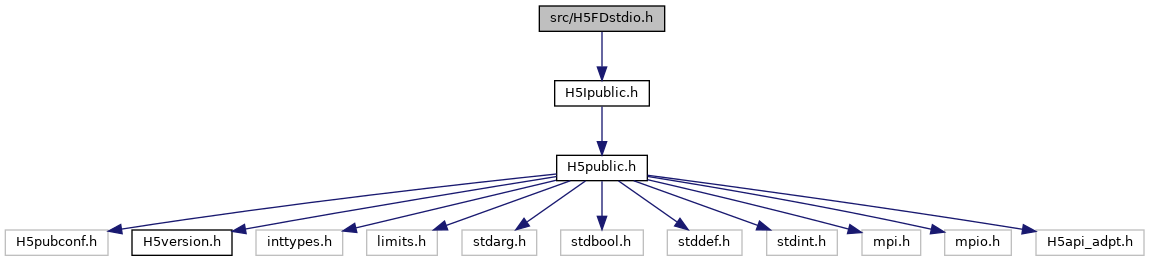 src/H5FDstdio.h
H5Ipublic.h
H5public.h
H5pubconf.h
H5version.h
inttypes.h
limits.h
stdarg.h
stdbool.h
stddef.h
stdint.h
mpi.h
mpio.h
H5api_adpt.h